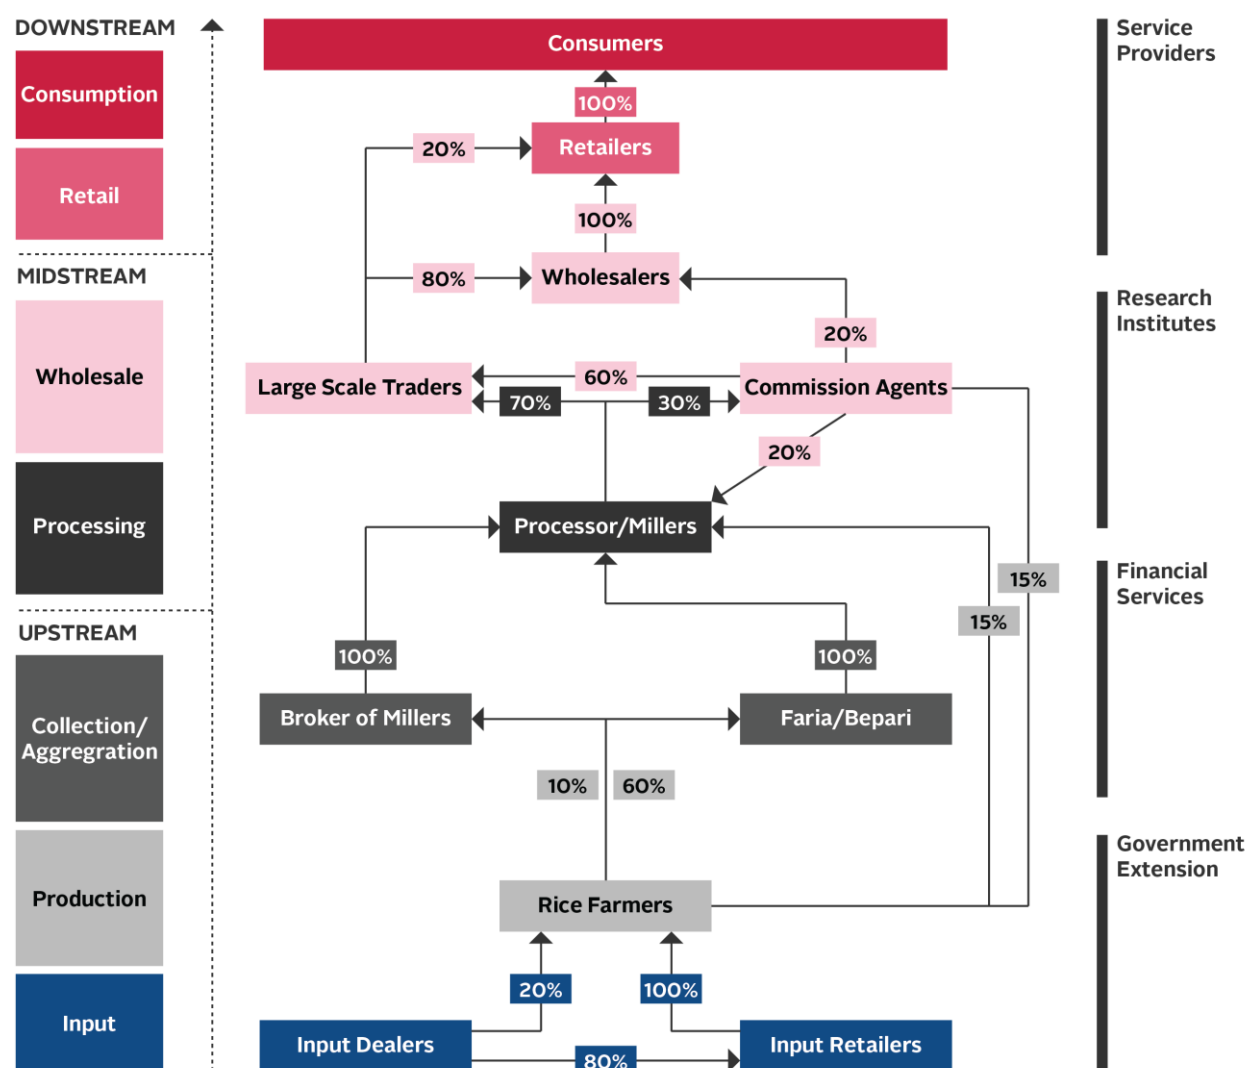 DOWNSTREAM
Consumption
Retail
MIDSTREAM
Wholesale
Processing
UPSTREAM
Collection/
Aggregration
Production
Input
Consumers
100%
20%
Retailers
100%
80%
Wholesalers
20%
Large Scale Traders
60%
Commission Agents
70%
30%
20%
Processor/Millers
15%
15%
100%
100%
Broker of Millers
Faria/Bepari
10%
60%
Rice Farmers
20%
100%
Input Dealers
Input Retailers
80%
Service
Providers
Research
Institutes
Financial
Services
Government
Extension